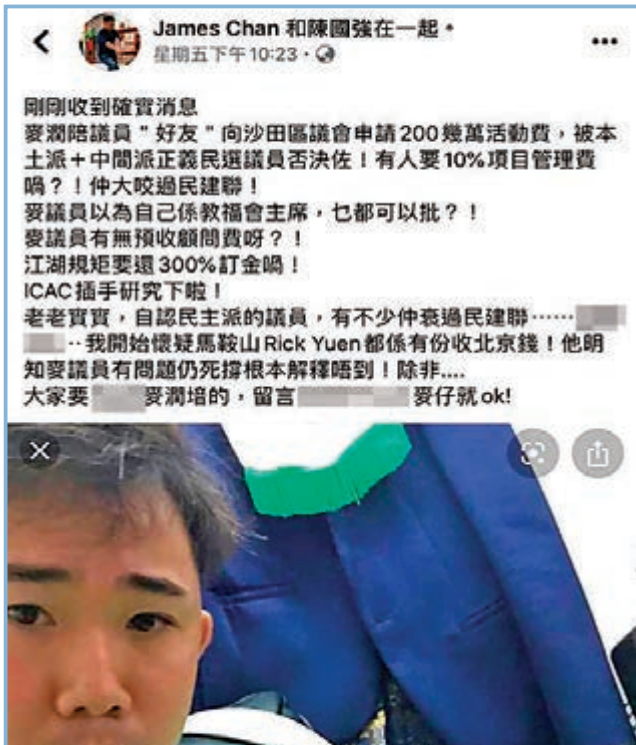 James Chan 和陳國強在一起。
星期五下午10:23 ·
剛剛收到確實消息
麥潤陪議員"好友"向沙田區議會申請200幾萬活動費，被本
土派+中間派正義民選議員否決佐！有人要10%項目管理費
喎？！仲大咬過民建聯！
麥議員以為自己係教福會主席，乜都可以批？！
麥議員有無預收顧問費呀？！
江湖規矩要還300%訂金喎！
ICAC插手研究下啦！
老老實實，自認民主派的議員，有不少仲衰過民建聯……
··我開始懷疑馬鞍山Rick Yuen都係有份收北京錢！他明
知麥議員有問題仍死撐根本解釋唔到！除非....
大家要 麥潤培的，留言 麥仔就ok!